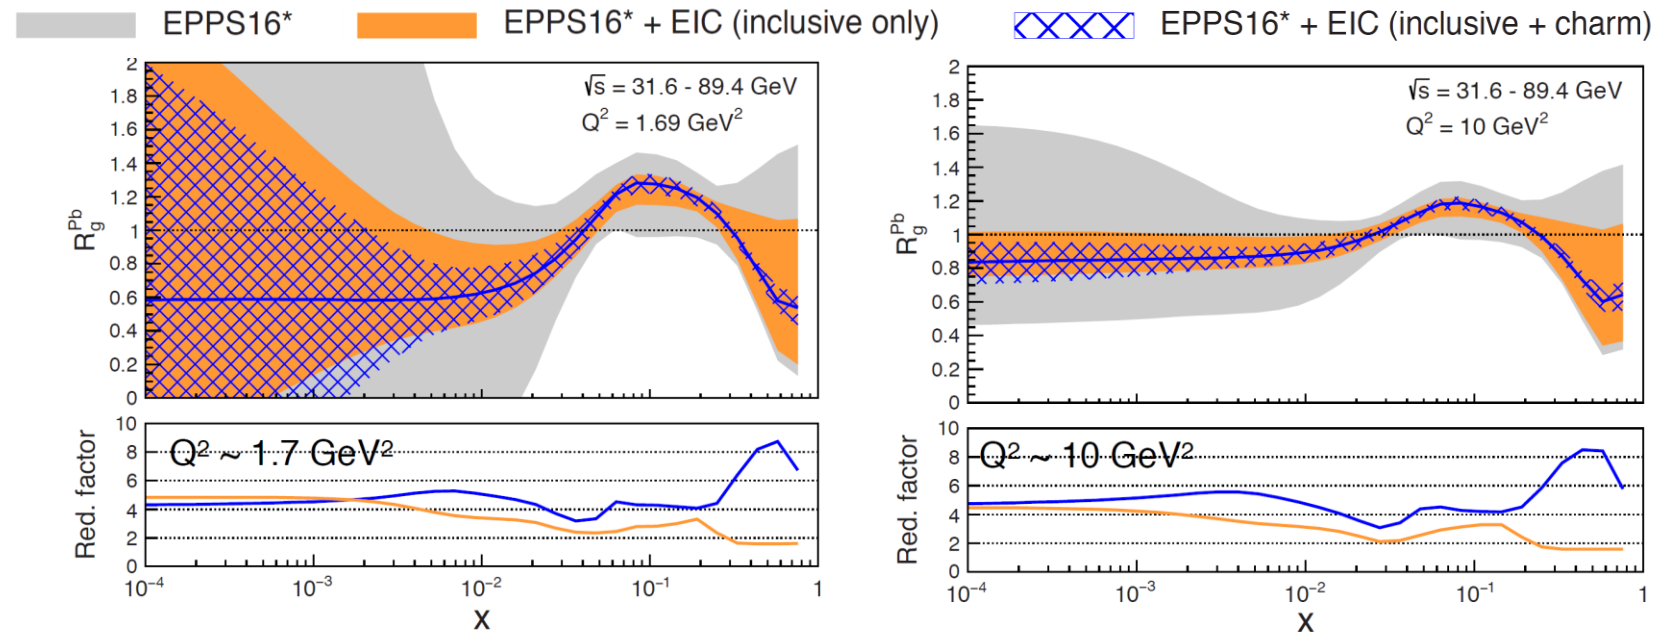 EPPS16* EPPS16* + EIC (inclusive only) EPPS16* + EIC (inclusive + charm)
√s = 31.6 - 89.4 GeV
Q² = 1.69 GeV²
R_g^Pb
2
1.8
1.6
1.4
1.2
1
0.8
0.6
0.4
0.2
0
Q² ~ 1.7 GeV²
Red. factor
10
8
6
4
2
0
10⁻⁴ 10⁻³ 10⁻² 10⁻¹ 1
x
√s = 31.6 - 89.4 GeV
Q² = 10 GeV²
R_g^Pb
2
1.8
1.6
1.4
1.2
1
0.8
0.6
0.4
0.2
0
Q² ~ 10 GeV²
Red. factor
10
8
6
4
2
0
10⁻⁴ 10⁻³ 10⁻² 10⁻¹ 1
x